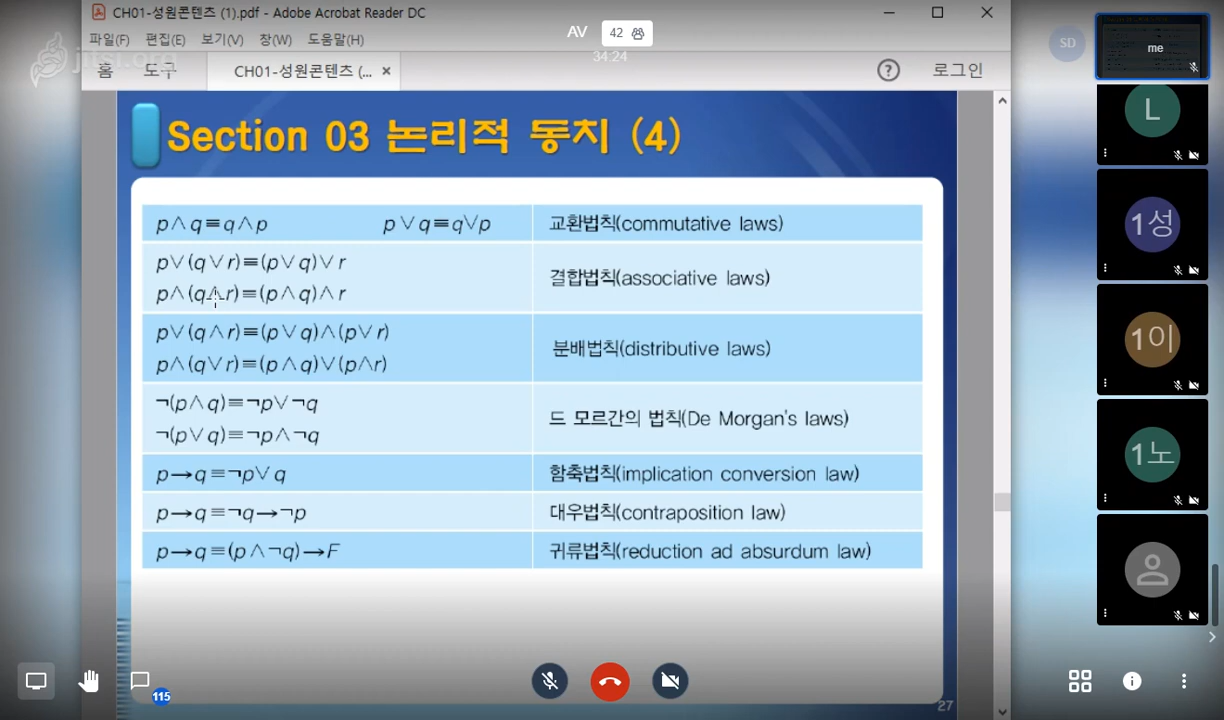 CH01-성원콘텐츠 (1).pdf - Adobe Acrobat Reader DC
파일(F) 편집(E) 보기(V) 창(W) 도움말(H)
AV 42
34:24
jitsi.org
홈 도구 CH01-성원콘텐츠 (... × ? 로그인
SD
me
L
1성
1이
1노
Section 03 논리적 동치 (4)
p∧q≡q∧p p∨q≡q∨p 교환법칙(commutative laws)
p∨(q∨r)≡(p∨q)∨r
p∧(q∧r)≡(p∧q)∧r
결합법칙(associative laws)
p∨(q∧r)≡(p∨q)∧(p∨r)
p∧(q∨r)≡(p∧q)∨(p∧r)
분배법칙(distributive laws)
¬(p∧q)≡¬p∨¬q
¬(p∨q)≡¬p∧¬q
드 모르간의 법칙(De Morgan's laws)
p→q≡¬p∨q 함축법칙(implication conversion law)
p→q≡¬q→¬p 대우법칙(contraposition law)
p→q≡(p∧¬q)→F 귀류법칙(reduction ad absurdum law)
115
27